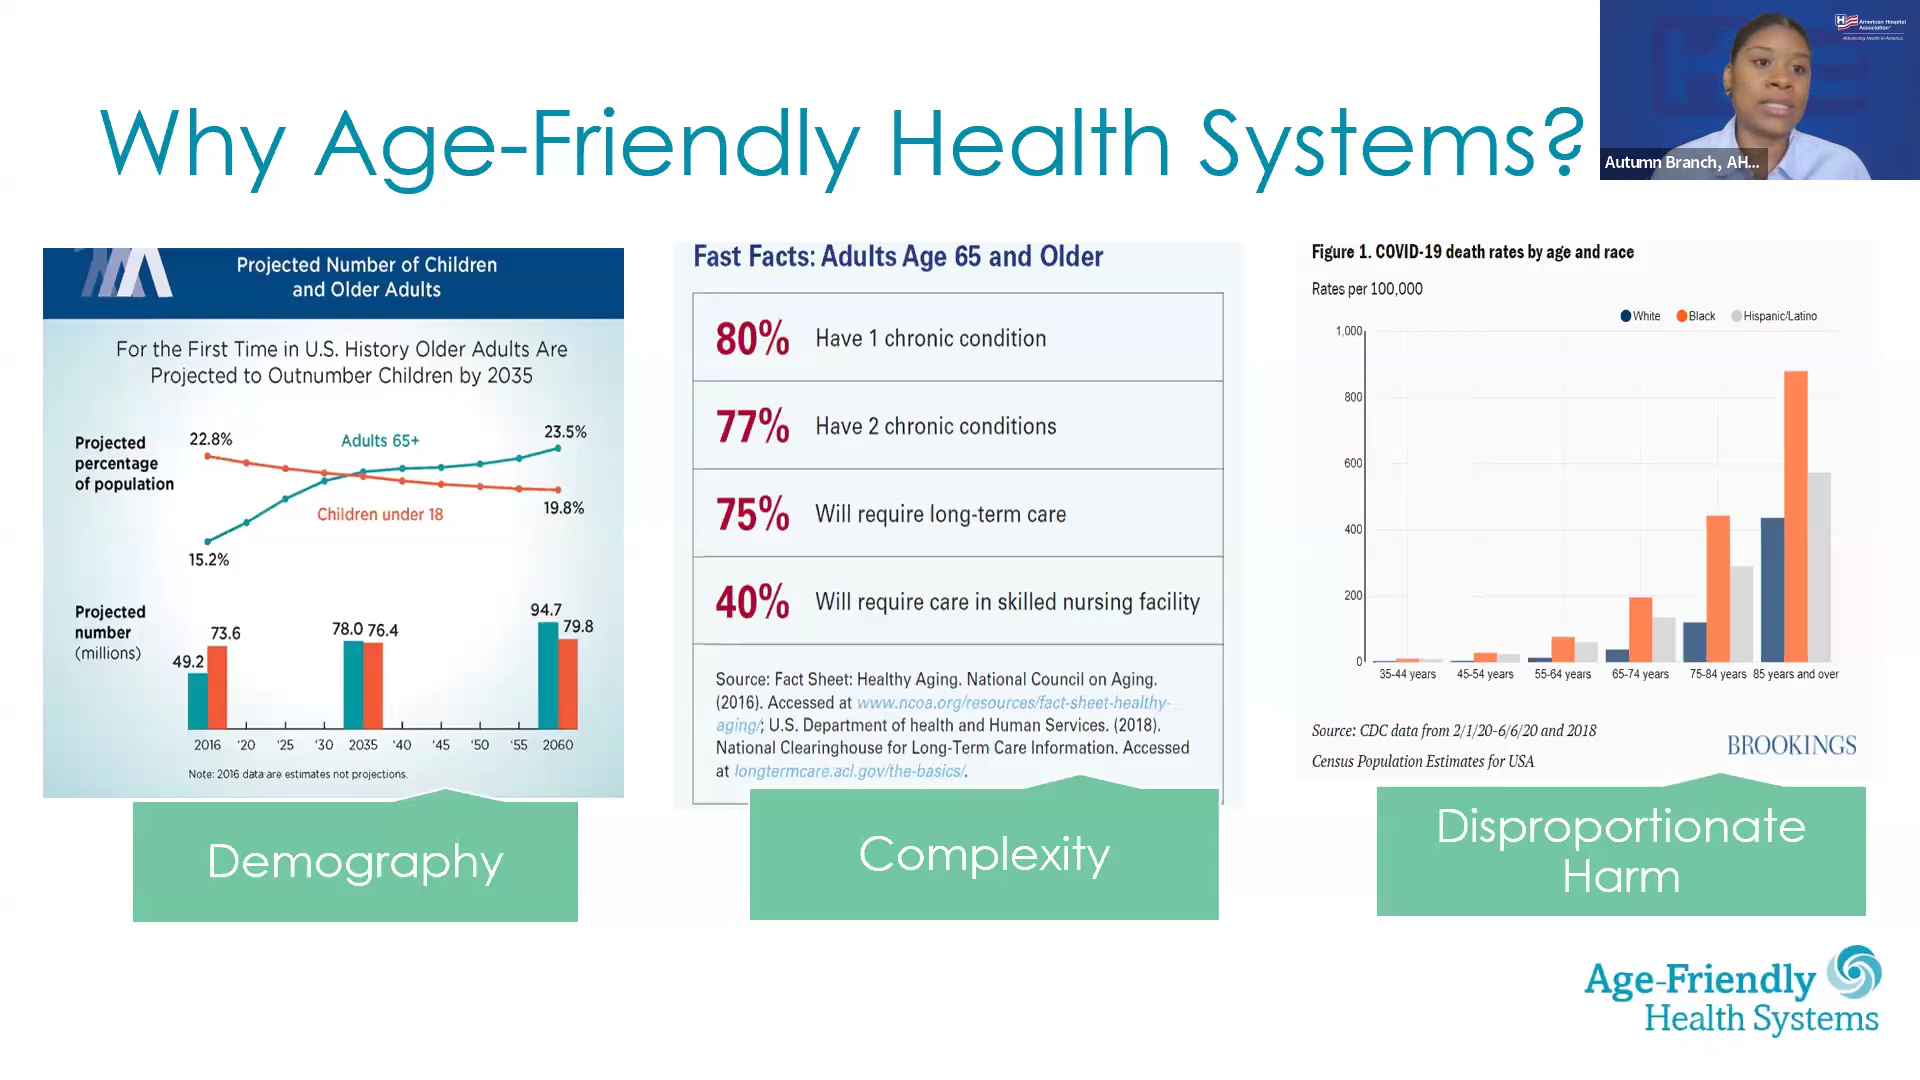 Why Age-Friendly Health Systems?
American Hospital
Association
Advancing Health in America
Autumn Branch, AH...
Projected Number of Children
and Older Adults
For the First Time in U.S. History Older Adults Are
Projected to Outnumber Children by 2035
Projected
percentage
of population
22.8%
Adults 65+
23.5%
Children under 18
19.8%
15.2%
Projected
number
(millions)
49.2
73.6
78.0
76.4
94.7
79.8
2016 '20 '25 '30 2035 '40 '45 '50 '55 2060
Note: 2016 data are estimates not projections.
Demography
Fast Facts: Adults Age 65 and Older
80% Have 1 chronic condition
77% Have 2 chronic conditions
75% Will require long-term care
40% Will require care in skilled nursing facility
Source: Fact Sheet: Healthy Aging. National Council on Aging.
(2016). Accessed at www.ncoa.org/resources/fact-sheet-healthy-
aging/; U.S. Department of health and Human Services. (2018).
National Clearinghouse for Long-Term Care Information. Accessed
at longtermcare.acl.gov/the-basics/.
Complexity
Figure 1. COVID-19 death rates by age and race
Rates per 100,000
White Black Hispanic/Latino
1,000
800
600
400
200
0
35-44 years 45-54 years 55-64 years 65-74 years 75-84 years 85 years and over
Source: CDC data from 2/1/20-6/6/20 and 2018
Census Population Estimates for USA
BROOKINGS
Disproportionate
Harm
Age-Friendly
Health Systems